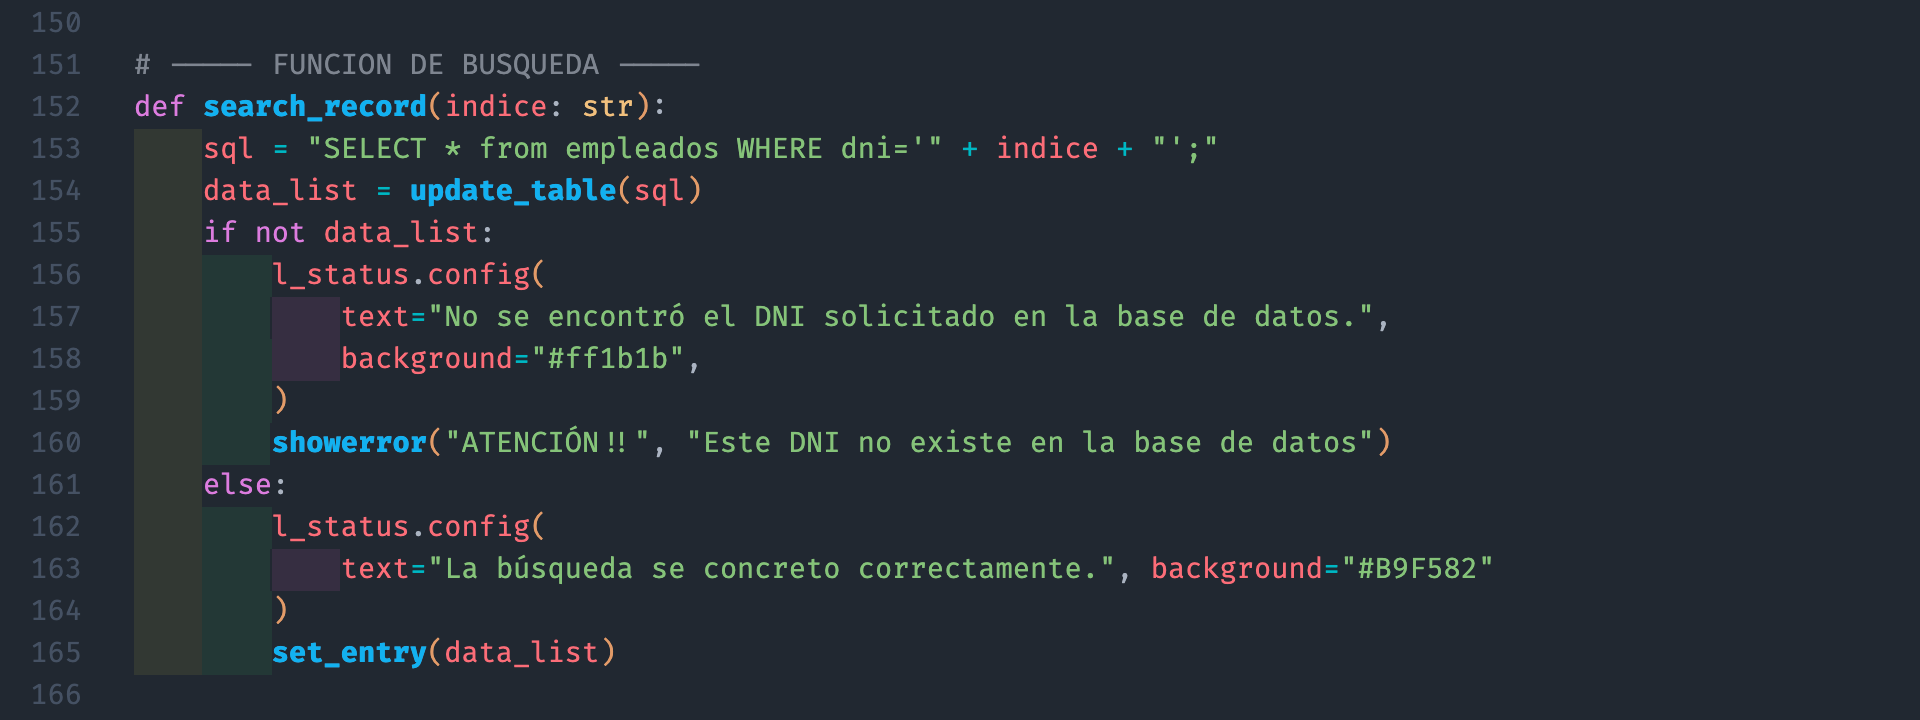 150
151 # ----- FUNCION DE BUSQUEDA -----
152 def search_record(indice: str):
153     sql = "SELECT * from empleados WHERE dni='" + indice + "';"
154     data_list = update_table(sql)
155     if not data_list:
156         l_status.config(
157             text="No se encontró el DNI solicitado en la base de datos.",
158             background="#ff1b1b",
159         )
160         showerror("ATENCIÓN!!", "Este DNI no existe en la base de datos")
161     else:
162         l_status.config(
163             text="La búsqueda se concreto correctamente.", background="#B9F582"
164         )
165         set_entry(data_list)
166